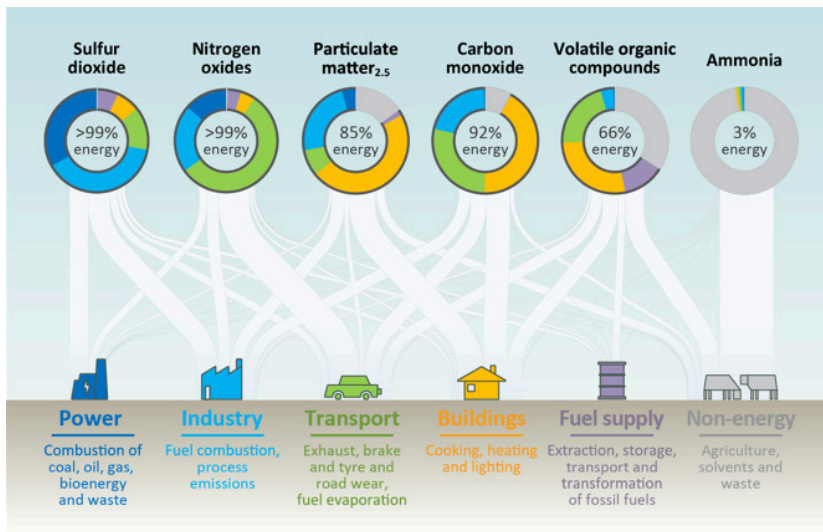 Sulfur
dioxide
Nitrogen
oxides
Particulate
matter2.5
Carbon
monoxide
Volatile organic
compounds
Ammonia
>99%
energy
>99%
energy
85%
energy
92%
energy
66%
energy
3%
energy
Power
Combustion of
coal, oil, gas,
bioenergy
and waste
Industry
Fuel combustion,
process
emissions
Transport
Exhaust, brake
and tyre and
road wear,
fuel evaporation
Buildings
Cooking, heating
and lighting
Fuel supply
Extraction, storage,
transport and
transformation
of fossil fuels
Non-energy
Agriculture,
solvents and
waste